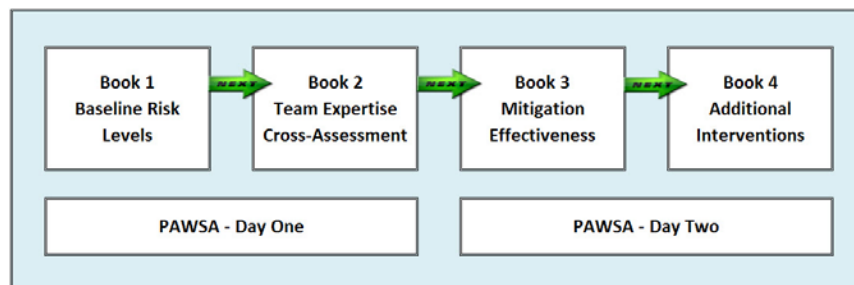 Book 1
Baseline Risk
Levels
NEXT
Book 2
Team Expertise
Cross-Assessment
NEXT
Book 3
Mitigation
Effectiveness
NEXT
Book 4
Additional
Interventions
PAWSA - Day One
PAWSA - Day Two